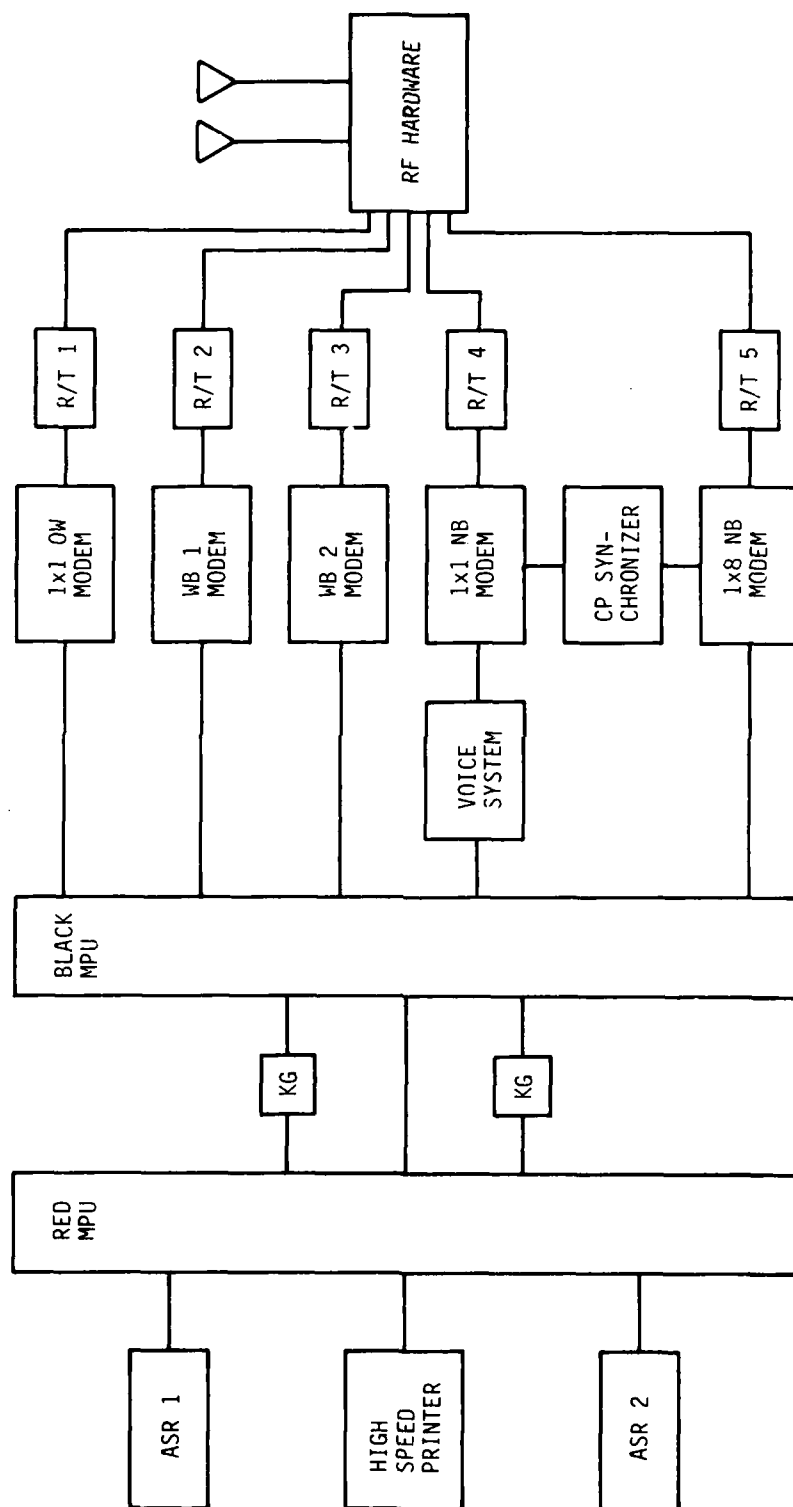 ASR 1
HIGH
SPEED
PRINTER
ASR 2
RED
MPU
KG
KG
BLACK
MPU
VOICE
SYSTEM
1x1 OW
MODEM
WB 1
MODEM
WB 2
MODEM
1x1 NB
MODEM
CP SYN-
CHRONIZER
1x8 NB
MODEM
R/T 1
R/T 2
R/T 3
R/T 4
R/T 5
RF HARDWARE